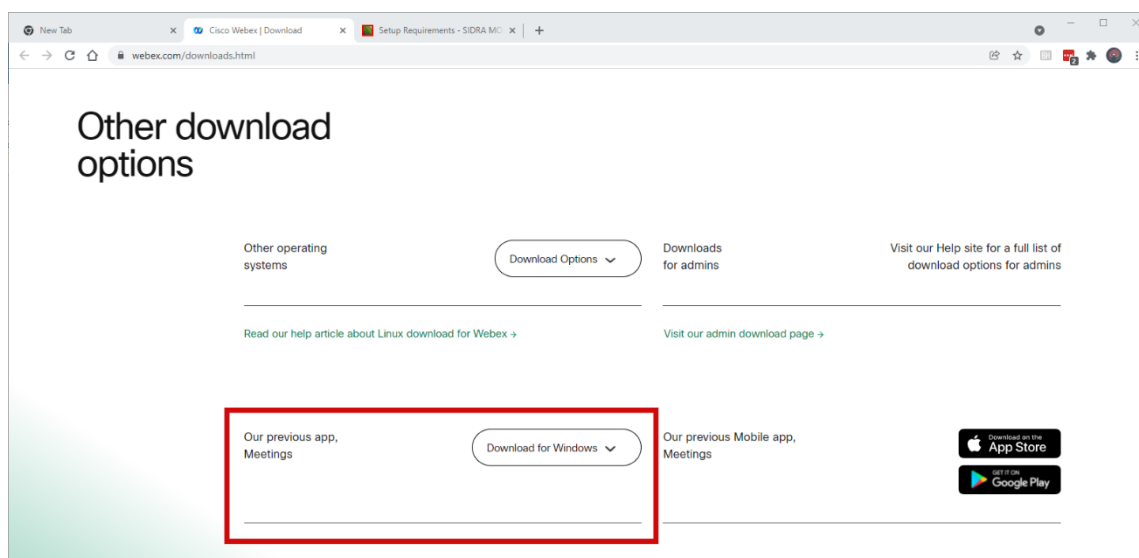 New Tab
Cisco Webex | Download
Setup Requirements - SIDRA MO
webex.com/downloads.html
2
Other download
options
Other operating
systems
Download Options
Downloads
for admins
Visit our Help site for a full list of
download options for admins
Read our help article about Linux download for Webex →
Visit our admin download page →
Our previous app,
Meetings
Download for Windows
Our previous Mobile app,
Meetings
Download on the
App Store
GET IT ON
Google Play